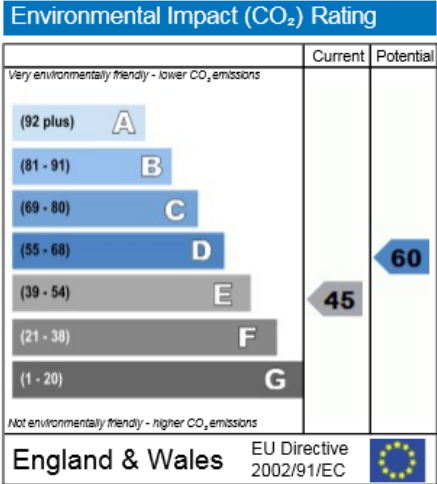 Environmental Impact (CO₂) Rating
Current Potential
Very environmentally friendly - lower CO₂ emissions
(92 plus) A
(81 - 91) B
(69 - 80) C
(55 - 68) D
60
(39 - 54) E
45
(21 - 38) F
(1 - 20) G
Not environmentally friendly - higher CO₂ emissions
England & Wales
EU Directive
2002/91/EC